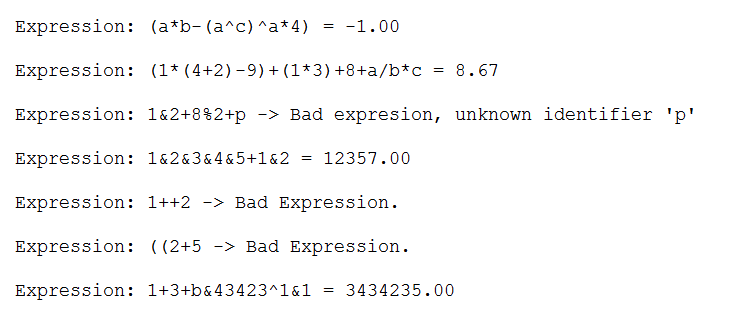 Expression: (a*b-(a^c)^a*4) = -1.00
Expression: (1*(4+2)-9)+(1*3)+8+a/b*c = 8.67
Expression: 1&2+8%2+p -> Bad expresion, unknown identifier 'p'
Expression: 1&2&3&4&5+1&2 = 12357.00
Expression: 1++2 -> Bad Expression.
Expression: ((2+5 -> Bad Expression.
Expression: 1+3+b&43423^1&1 = 3434235.00